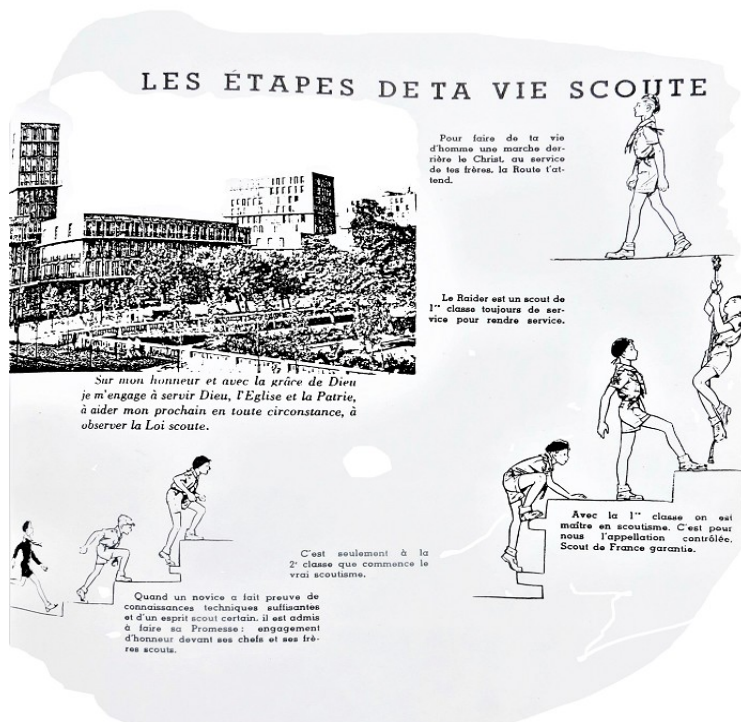 LES ÉTAPES DE TA VIE SCOUTE
Pour faire de ta vie
d'homme une marche der-
rière le Christ, au service
de tes frères, la Route t'at-
tend.
Le Raider est un scout de
1re classe toujours de ser-
vice pour rendre service.
Sur mon honneur et avec la grâce de Dieu
je m'engage à servir Dieu, l'Eglise et la Patrie,
à aider mon prochain en toute circonstance, à
observer la Loi scoute.
Avec la 1re classe on est
maître en scoutisme. C'est pour
nous l'appellation contrôlée.
Scout de France garantie.
C'est seulement à la
2e classe que commence le
vrai scoutisme.
Quand un novice a fait preuve de
connaissances techniques suffisantes
et d'un esprit scout certain, il est admis
à faire sa Promesse : engagement
d'honneur devant ses chefs et ses frè-
res scouts.